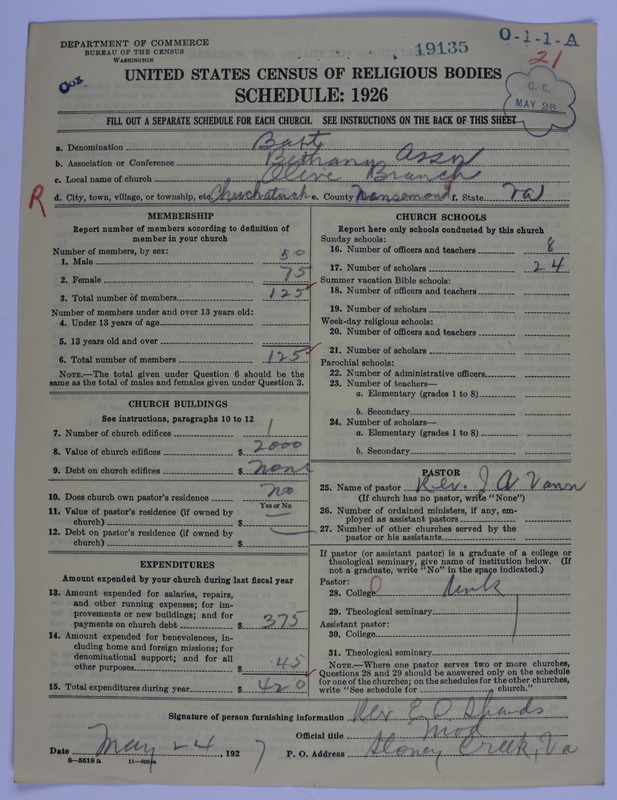 DEPARTMENT OF COMMERCE
BUREAU OF THE CENSUS
WASHINGTON
19135
O-1-1-A
21
C. C.
MAY 26
UNITED STATES CENSUS OF RELIGIOUS BODIES
SCHEDULE: 1926
FILL OUT A SEPARATE SCHEDULE FOR EACH CHURCH. SEE INSTRUCTIONS ON THE BACK OF THIS SHEET
a. Denomination Bapt
b. Association or Conference Bethany Assn
c. Local name of church Olive Branch
R
d. City, town, village, or township, etc. Chuckatuck e. County Nansemond f. State Va
MEMBERSHIP
Report number of members according to definition of
member in your church
Number of members, by sex:
1. Male 50
2. Female 75
3. Total number of members 125
Number of members under and over 13 years old:
4. Under 13 years of age
5. 13 years old and over
6. Total number of members 125
NOTE.—The total given under Question 6 should be
the same as the total of males and females given under Question 3.
CHURCH BUILDINGS
See instructions, paragraphs 10 to 12
7. Number of church edifices 1
8. Value of church edifices $ 2000
9. Debt on church edifices $ none
10. Does church own pastor's residence no
Yes or No
11. Value of pastor's residence (if owned by
church) $
12. Debt on pastor's residence (if owned by
church) $
EXPENDITURES
Amount expended by your church during last fiscal year
13. Amount expended for salaries, repairs,
and other running expenses; for im-
provements or new buildings; and for
payments on church debt $ 375
14. Amount expended for benevolences, in-
cluding home and foreign missions; for
denominational support; and for all
other purposes $ 45
15. Total expenditures during year $ 420
CHURCH SCHOOLS
Report here only schools conducted by this church
Sunday schools:
16. Number of officers and teachers 8
17. Number of scholars 24
Summer vacation Bible schools:
18. Number of officers and teachers
19. Number of scholars
Week-day religious schools:
20. Number of officers and teachers
21. Number of scholars
Parochial schools:
22. Number of administrative officers
23. Number of teachers—
a. Elementary (grades 1 to 8)
b. Secondary
24. Number of scholars—
a. Elementary (grades 1 to 8)
b. Secondary
PASTOR
25. Name of pastor Rev. J A Vann
(If church has no pastor, write "None")
26. Number of ordained ministers, if any, em-
ployed as assistant pastors
27. Number of other churches served by the
pastor or his assistants
If pastor (or assistant pastor) is a graduate of a college or
theological seminary, give name of institution below. (If
not a graduate, write "No" in the space indicated.)
Pastor:
28. College Unk
29. Theological seminary
Assistant pastor:
30. College
31. Theological seminary
NOTE.—Where one pastor serves two or more churches,
Questions 28 and 29 should be answered only on the schedule
for one of the churches; on the schedules for the other churches,
write "See schedule for church."
Signature of person furnishing information Rev. E O Shands
Official title Mod
Date May 24, 1927 P. O. Address Stoney Creek, Va
8—5518 a